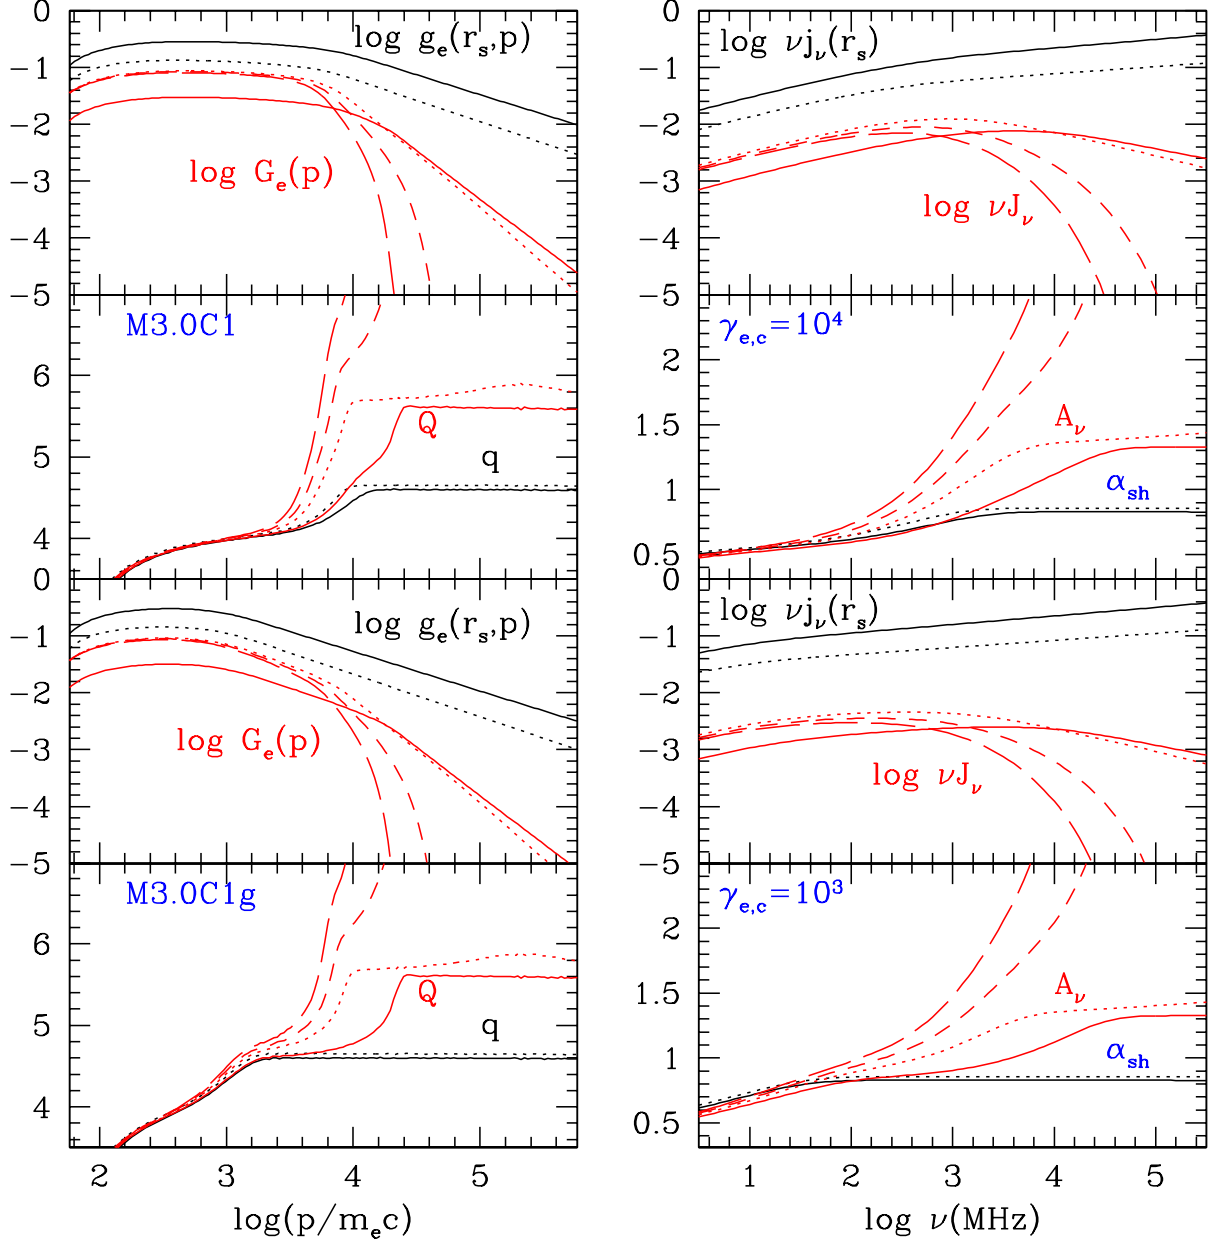 0
log g_e(r_s,p)
−1
−2
log G_e(p)
−3
−4
−5
M3.0C1
6
Q
5
q
4
0
log g_e(r_s,p)
−1
−2
log G_e(p)
−3
−4
−5
M3.0C1g
6
Q
5
q
4
2 3 4 5
log(p/m_ec)
0
log νj_ν(r_s)
−1
−2
−3
log νJ_ν
−4
−5
γ_e,c=10⁴
2
1.5
A_ν
1
α_sh
0.5
0
log νj_ν(r_s)
−1
−2
−3
log νJ_ν
−4
−5
γ_e,c=10³
2
1.5
A_ν
1
α_sh
0.5
1 2 3 4 5
log ν(MHz)